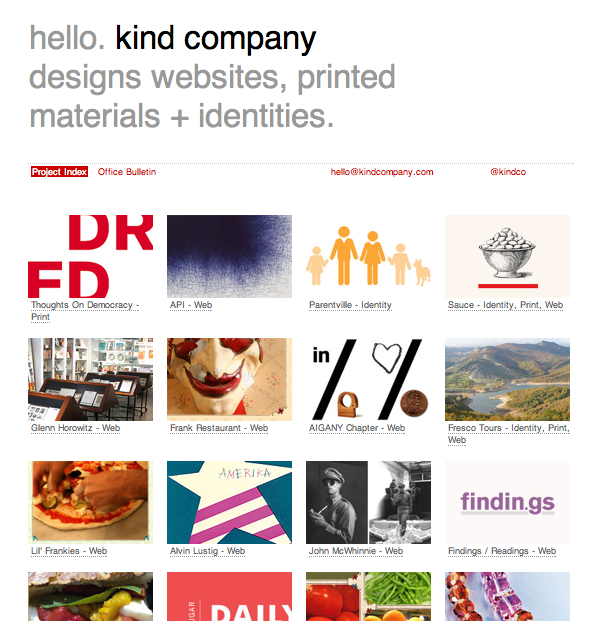 hello. kind company
designs websites, printed
materials + identities.
Project Index Office Bulletin hello@kindcompany.com @kindco
DR
ED
Thoughts On Democracy -
Print
API - Web
Parentville - Identity
Sauce - Identity, Print, Web
in
Glenn Horowitz - Web
Frank Restaurant - Web
AIGANY Chapter - Web
Fresco Tours - Identity, Print,
Web
AMERIKA
findin.gs
Lil' Frankies - Web
Alvin Lustig - Web
John McWhinnie - Web
Findings / Readings - Web
SUGAR
DAILY